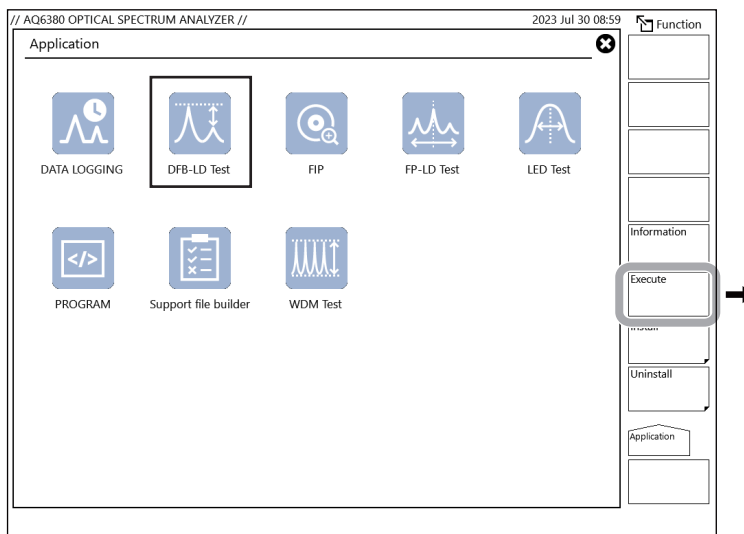 // AQ6380 OPTICAL SPECTRUM ANALYZER // 2023 Jul 30 08:59
Function
Application
DATA LOGGING DFB-LD Test FIP FP-LD Test LED Test
</>
PROGRAM Support file builder WDM Test
Information
Execute
Install
Uninstall
Application